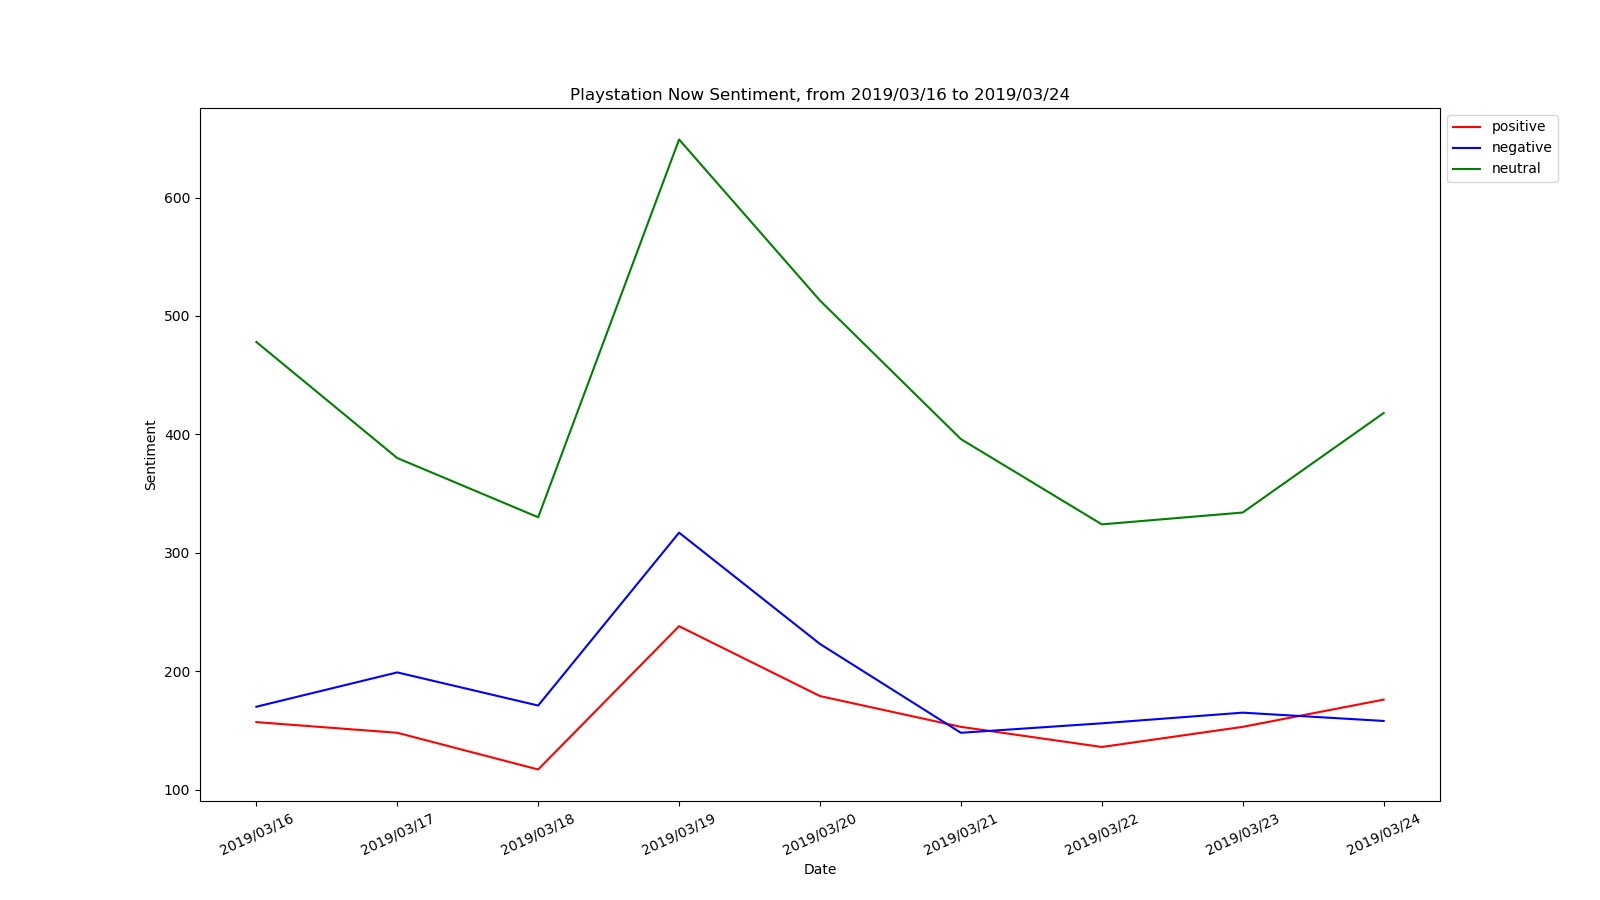 Playstation Now Sentiment, from 2019/03/16 to 2019/03/24
positive
negative
neutral
600
500
400
300
200
100
Sentiment
2019/03/16
2019/03/17
2019/03/18
2019/03/19
2019/03/20
2019/03/21
2019/03/22
2019/03/23
2019/03/24
Date